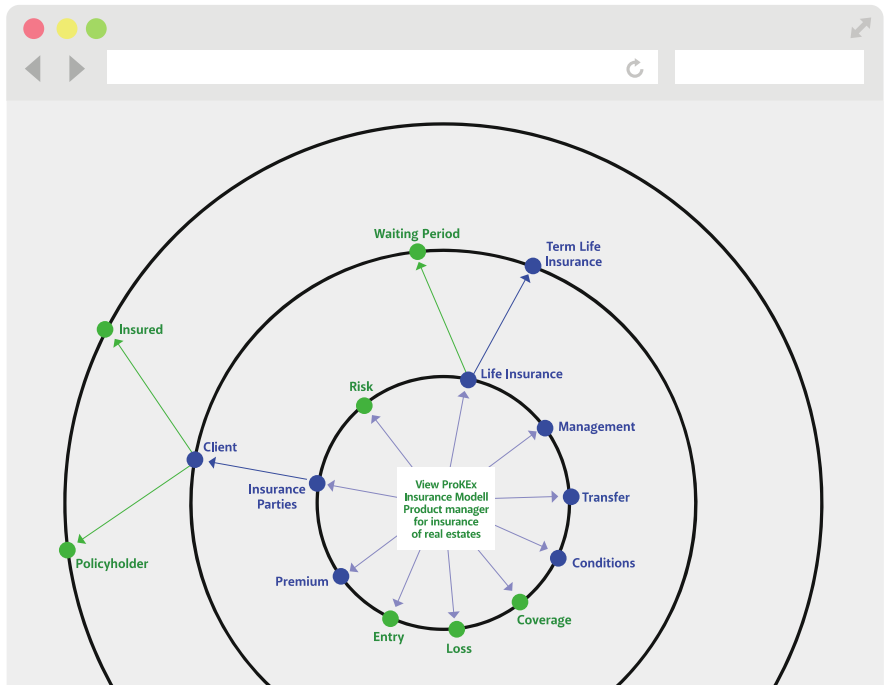 Waiting Period
Term Life
Insurance
Insured
Life Insurance
Risk
Management
Client
Insurance
Parties
View ProKEx
Insurance Modell
Product manager
for insurance
of real estates
Transfer
Policyholder
Conditions
Premium
Coverage
Entry
Loss